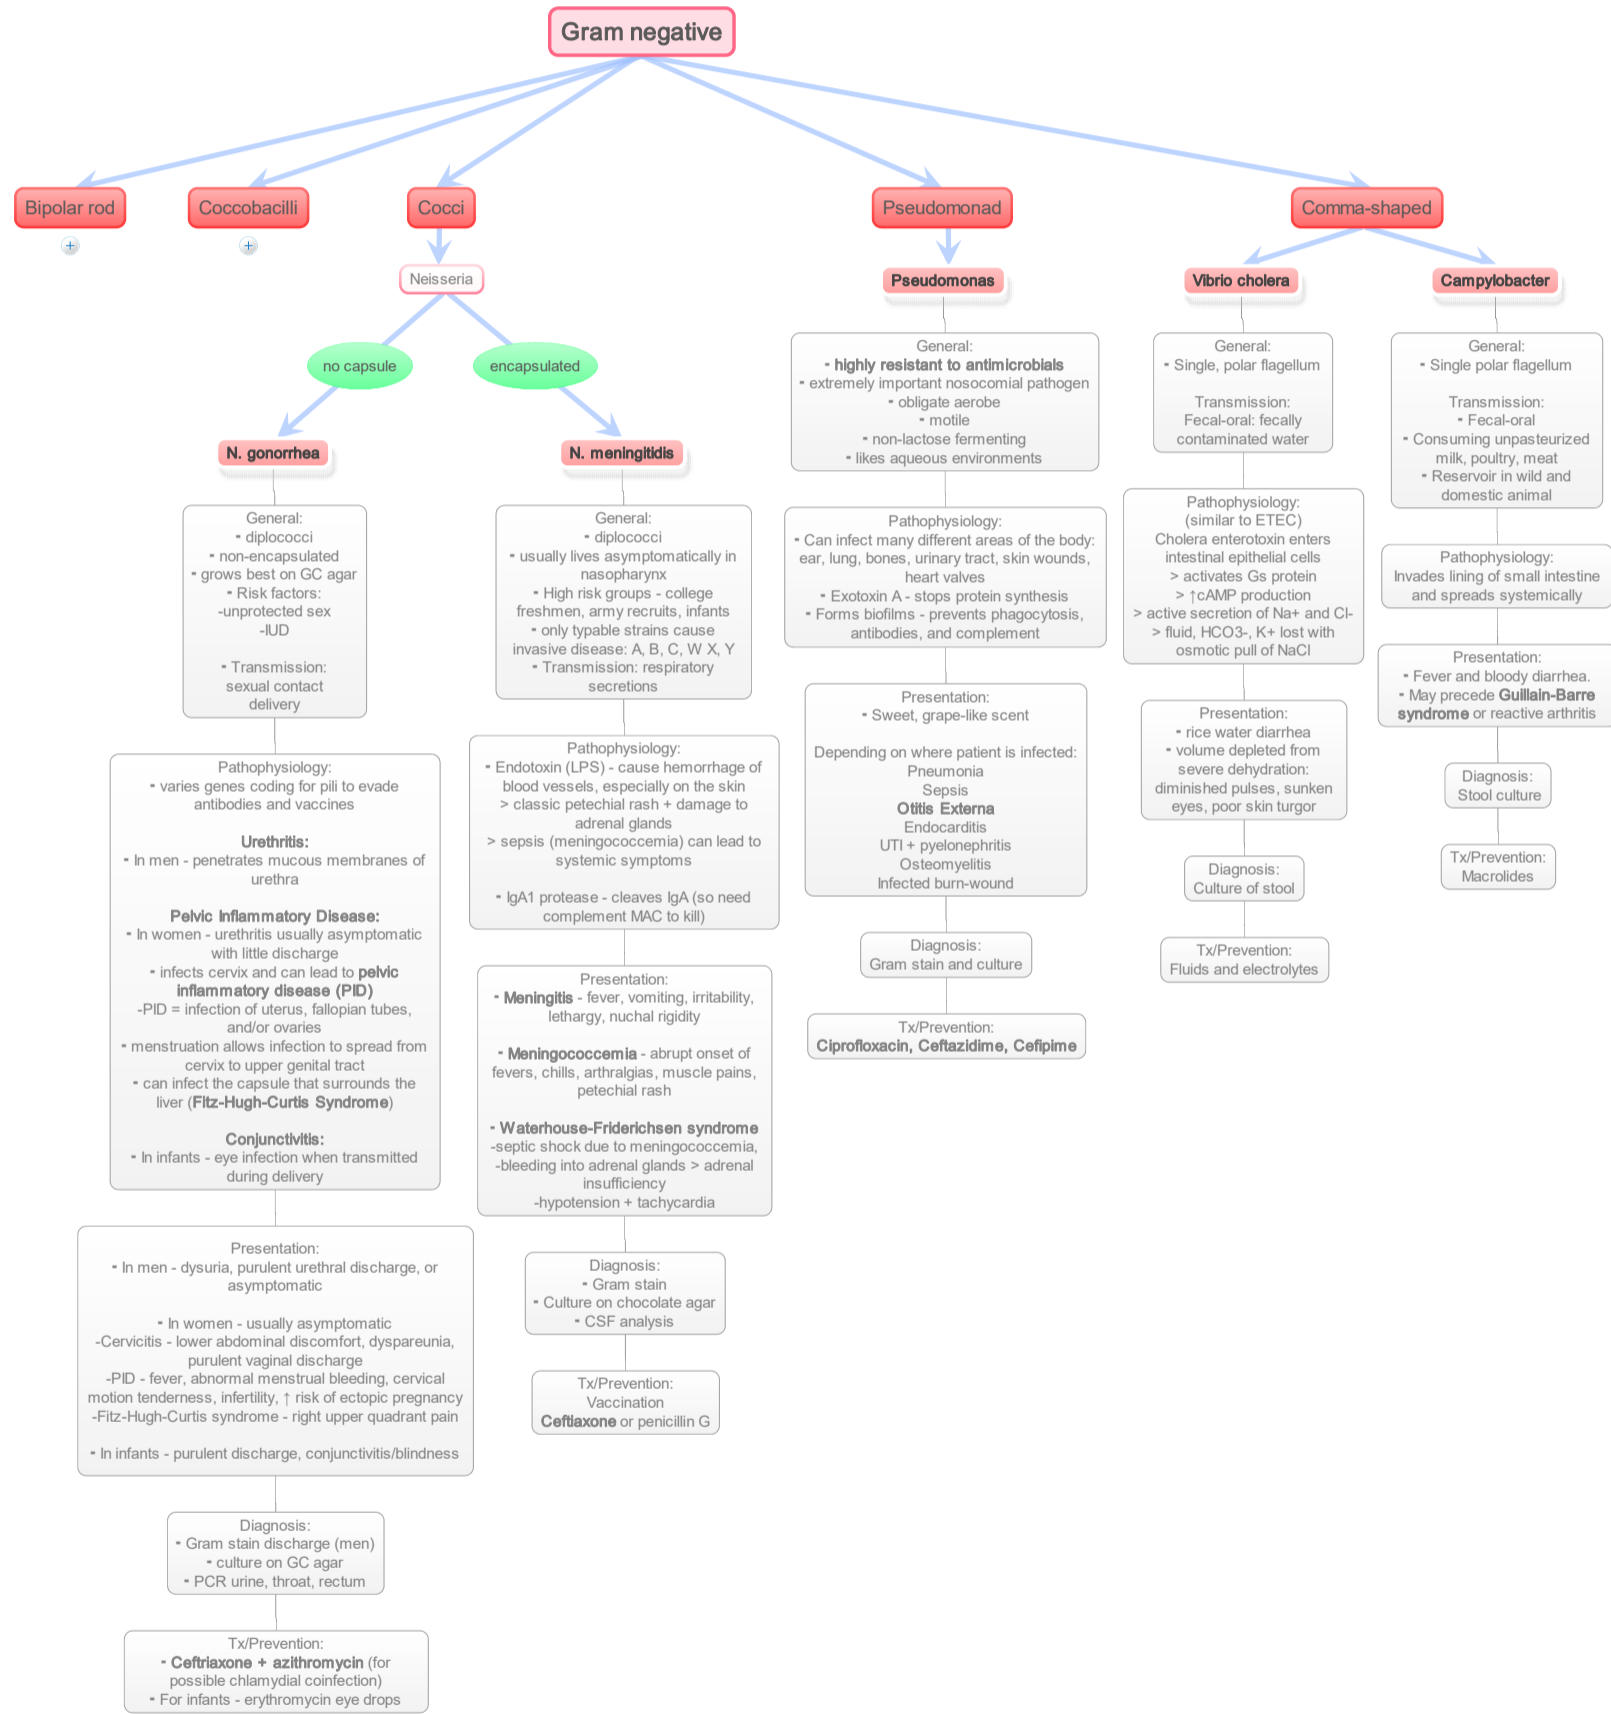 Gram negative
Bipolar rod
Coccobacilli
Cocci
Pseudomonad
Comma-shaped
Neisseria
no capsule
encapsulated
N. gonorrhea
General:
- diplococci
- non-encapsulated
- grows best on GC agar
- Risk factors:
-unprotected sex
-IUD
- Transmission:
sexual contact
delivery
Pathophysiology:
- varies genes coding for pili to evade
antibodies and vaccines
Urethritis:
- In men - penetrates mucous membranes of
urethra
Pelvic Inflammatory Disease:
- In women - urethritis usually asymptomatic
with little discharge
- infects cervix and can lead to pelvic
inflammatory disease (PID)
-PID = infection of uterus, fallopian tubes,
and/or ovaries
- menstruation allows infection to spread from
cervix to upper genital tract
- can infect the capsule that surrounds the
liver (Fitz-Hugh-Curtis Syndrome)
Conjunctivitis:
- In infants - eye infection when transmitted
during delivery
Presentation:
- In men - dysuria, purulent urethral discharge, or
asymptomatic
- In women - usually asymptomatic
-Cervicitis - lower abdominal discomfort, dyspareunia,
purulent vaginal discharge
-PID - fever, abnormal menstrual bleeding, cervical
motion tenderness, infertility, ↑ risk of ectopic pregnancy
-Fitz-Hugh-Curtis syndrome - right upper quadrant pain
- In infants - purulent discharge, conjunctivitis/blindness
Diagnosis:
- Gram stain discharge (men)
- culture on GC agar
- PCR urine, throat, rectum
Tx/Prevention:
- Ceftriaxone + azithromycin (for
possible chlamydial coinfection)
- For infants - erythromycin eye drops
N. meningitidis
General:
- diplococci
- usually lives asymptomatically in
nasopharynx
- High risk groups - college
freshmen, army recruits, infants
- only typable strains cause
invasive disease: A, B, C, W X, Y
- Transmission: respiratory
secretions
Pathophysiology:
- Endotoxin (LPS) - cause hemorrhage of
blood vessels, especially on the skin
> classic petechial rash + damage to
adrenal glands
> sepsis (meningococcemia) can lead to
systemic symptoms
- IgA1 protease - cleaves IgA (so need
complement MAC to kill)
Presentation:
- Meningitis - fever, vomiting, irritability,
lethargy, nuchal rigidity
- Meningococcemia - abrupt onset of
fevers, chills, arthralgias, muscle pains,
petechial rash
- Waterhouse-Friderichsen syndrome
-septic shock due to meningococcemia,
-bleeding into adrenal glands > adrenal
insufficiency
-hypotension + tachycardia
Diagnosis:
- Gram stain
- Culture on chocolate agar
- CSF analysis
Tx/Prevention:
Vaccination
Ceftiaxone or penicillin G
Pseudomonas
General:
- highly resistant to antimicrobials
- extremely important nosocomial pathogen
- obligate aerobe
- motile
- non-lactose fermenting
- likes aqueous environments
Pathophysiology:
- Can infect many different areas of the body:
ear, lung, bones, urinary tract, skin wounds,
heart valves
- Exotoxin A - stops protein synthesis
- Forms biofilms - prevents phagocytosis,
antibodies, and complement
Presentation:
- Sweet, grape-like scent
Depending on where patient is infected:
Pneumonia
Sepsis
Otitis Externa
Endocarditis
UTI + pyelonephritis
Osteomyelitis
Infected burn-wound
Diagnosis:
Gram stain and culture
Tx/Prevention:
Ciprofloxacin, Ceftazidime, Cefipime
Vibrio cholera
General:
- Single, polar flagellum
Transmission:
Fecal-oral: fecally
contaminated water
Pathophysiology:
(similar to ETEC)
Cholera enterotoxin enters
intestinal epithelial cells
> activates Gs protein
> ↑cAMP production
> active secretion of Na+ and Cl-
> fluid, HCO3-, K+ lost with
osmotic pull of NaCl
Presentation:
- rice water diarrhea
- volume depleted from
severe dehydration:
diminished pulses, sunken
eyes, poor skin turgor
Diagnosis:
Culture of stool
Tx/Prevention:
Fluids and electrolytes
Campylobacter
General:
- Single polar flagellum
Transmission:
- Fecal-oral
- Consuming unpasteurized
milk, poultry, meat
- Reservoir in wild and
domestic animal
Pathophysiology:
Invades lining of small intestine
and spreads systemically
Presentation:
- Fever and bloody diarrhea.
- May precede Guillain-Barre
syndrome or reactive arthritis
Diagnosis:
Stool culture
Tx/Prevention:
Macrolides